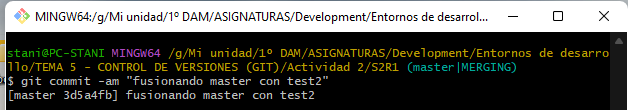 MINGW64:/g/Mi unidad/1º DAM/ASIGNATURAS/Development/Entornos de desarrol...
stani@PC-STANI MINGW64 /g/Mi unidad/1º DAM/ASIGNATURAS/Development/Entornos de desarro
llo/TEMA 5 - CONTROL DE VERSIONES (GIT)/Actividad 2/S2R1 (master|MERGING)
$ git commit -am "fusionando master con test2"
[master 3d5a4fb] fusionando master con test2